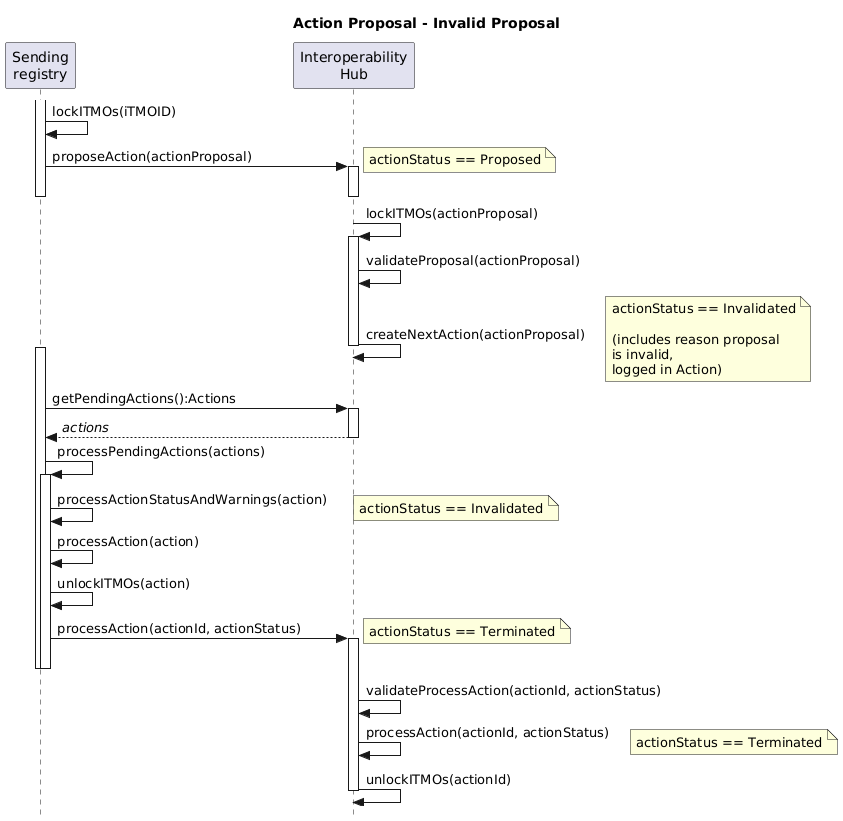 Action Proposal - Invalid Proposal
Sending
registry
Interoperability
Hub
lockITMOs(iTMOID)
proposeAction(actionProposal)
actionStatus == Proposed
lockITMOs(actionProposal)
validateProposal(actionProposal)
createNextAction(actionProposal)
actionStatus == Invalidated
(includes reason proposal
is invalid,
logged in Action)
getPendingActions():Actions
actions
processPendingActions(actions)
processActionStatusAndWarnings(action)
actionStatus == Invalidated
processAction(action)
unlockITMOs(action)
processAction(actionId, actionStatus)
actionStatus == Terminated
validateProcessAction(actionId, actionStatus)
processAction(actionId, actionStatus)
actionStatus == Terminated
unlockITMOs(actionId)